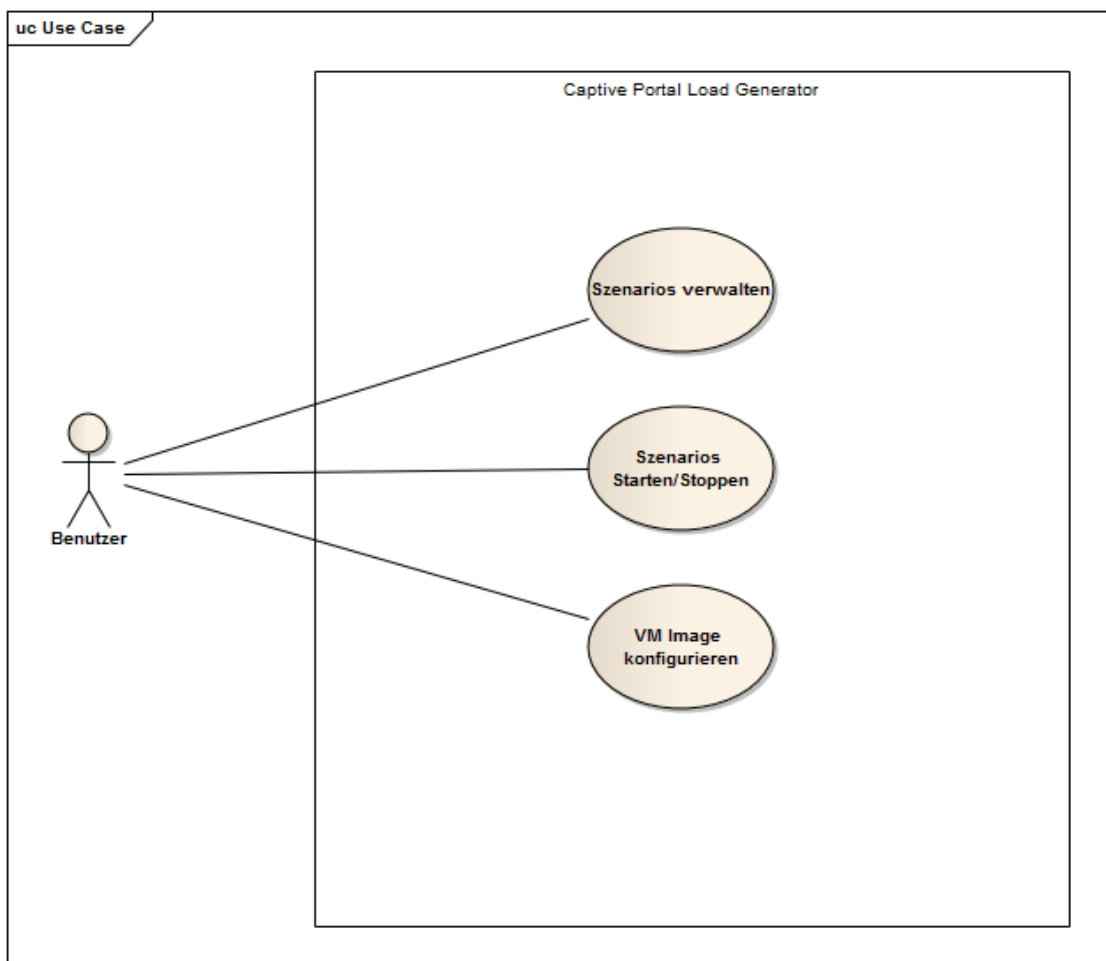 uc Use Case
Captive Portal Load Generator
Szenarios verwalten
Szenarios
Starten/Stoppen
Benutzer
VM Image
konfigurieren